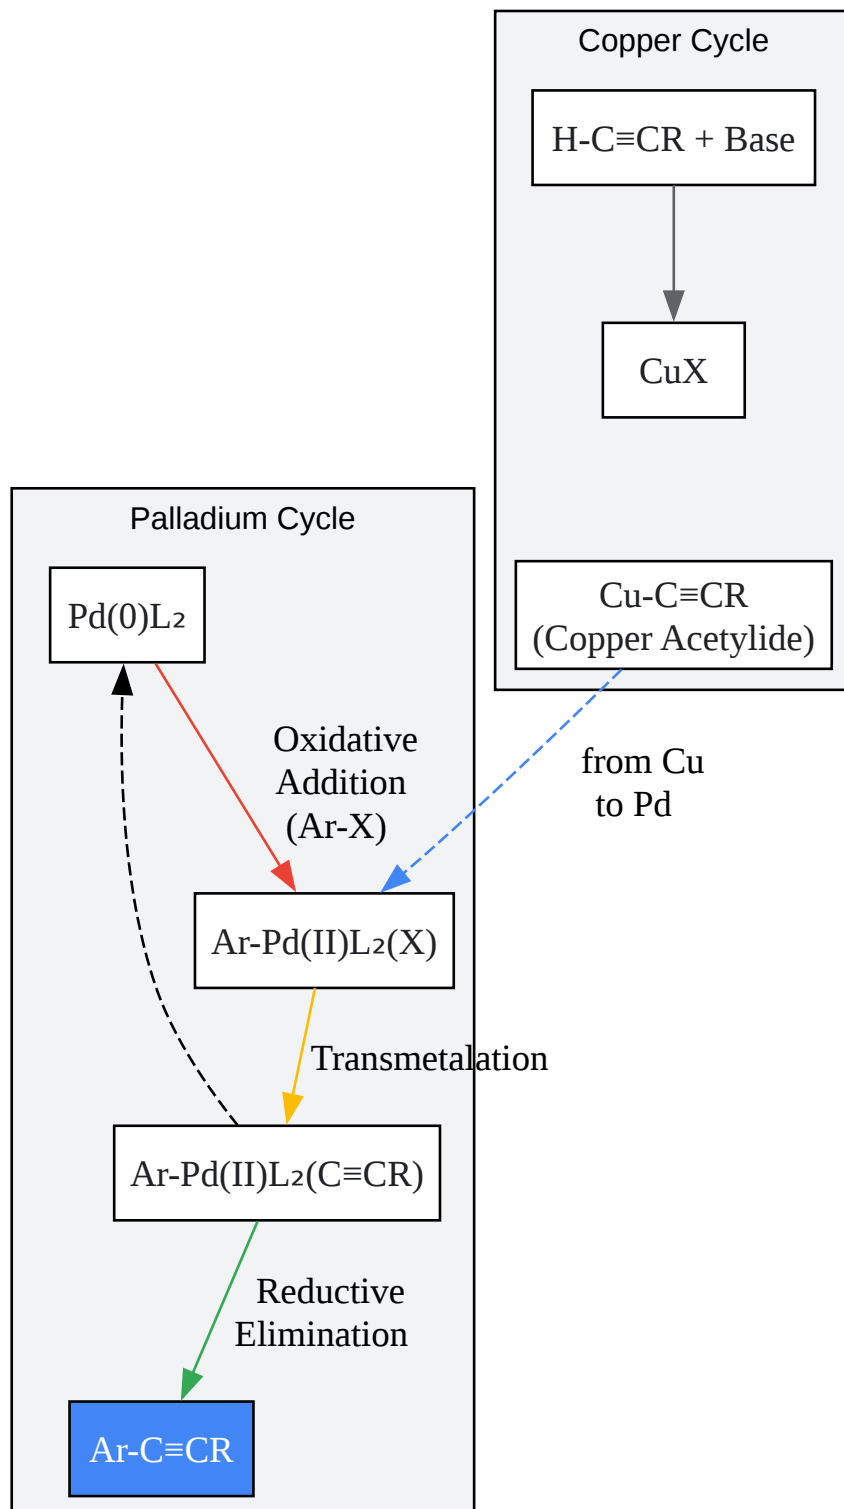 Copper Cycle
H-C≡CR + Base
CuX
Cu-C≡CR
(Copper Acetylide)
from Cu
to Pd
Palladium Cycle
Pd(0)L₂
Oxidative
Addition
(Ar-X)
Ar-Pd(II)L₂(X)
Transmetalation
Ar-Pd(II)L₂(C≡CR)
Reductive
Elimination
Ar-C≡CR